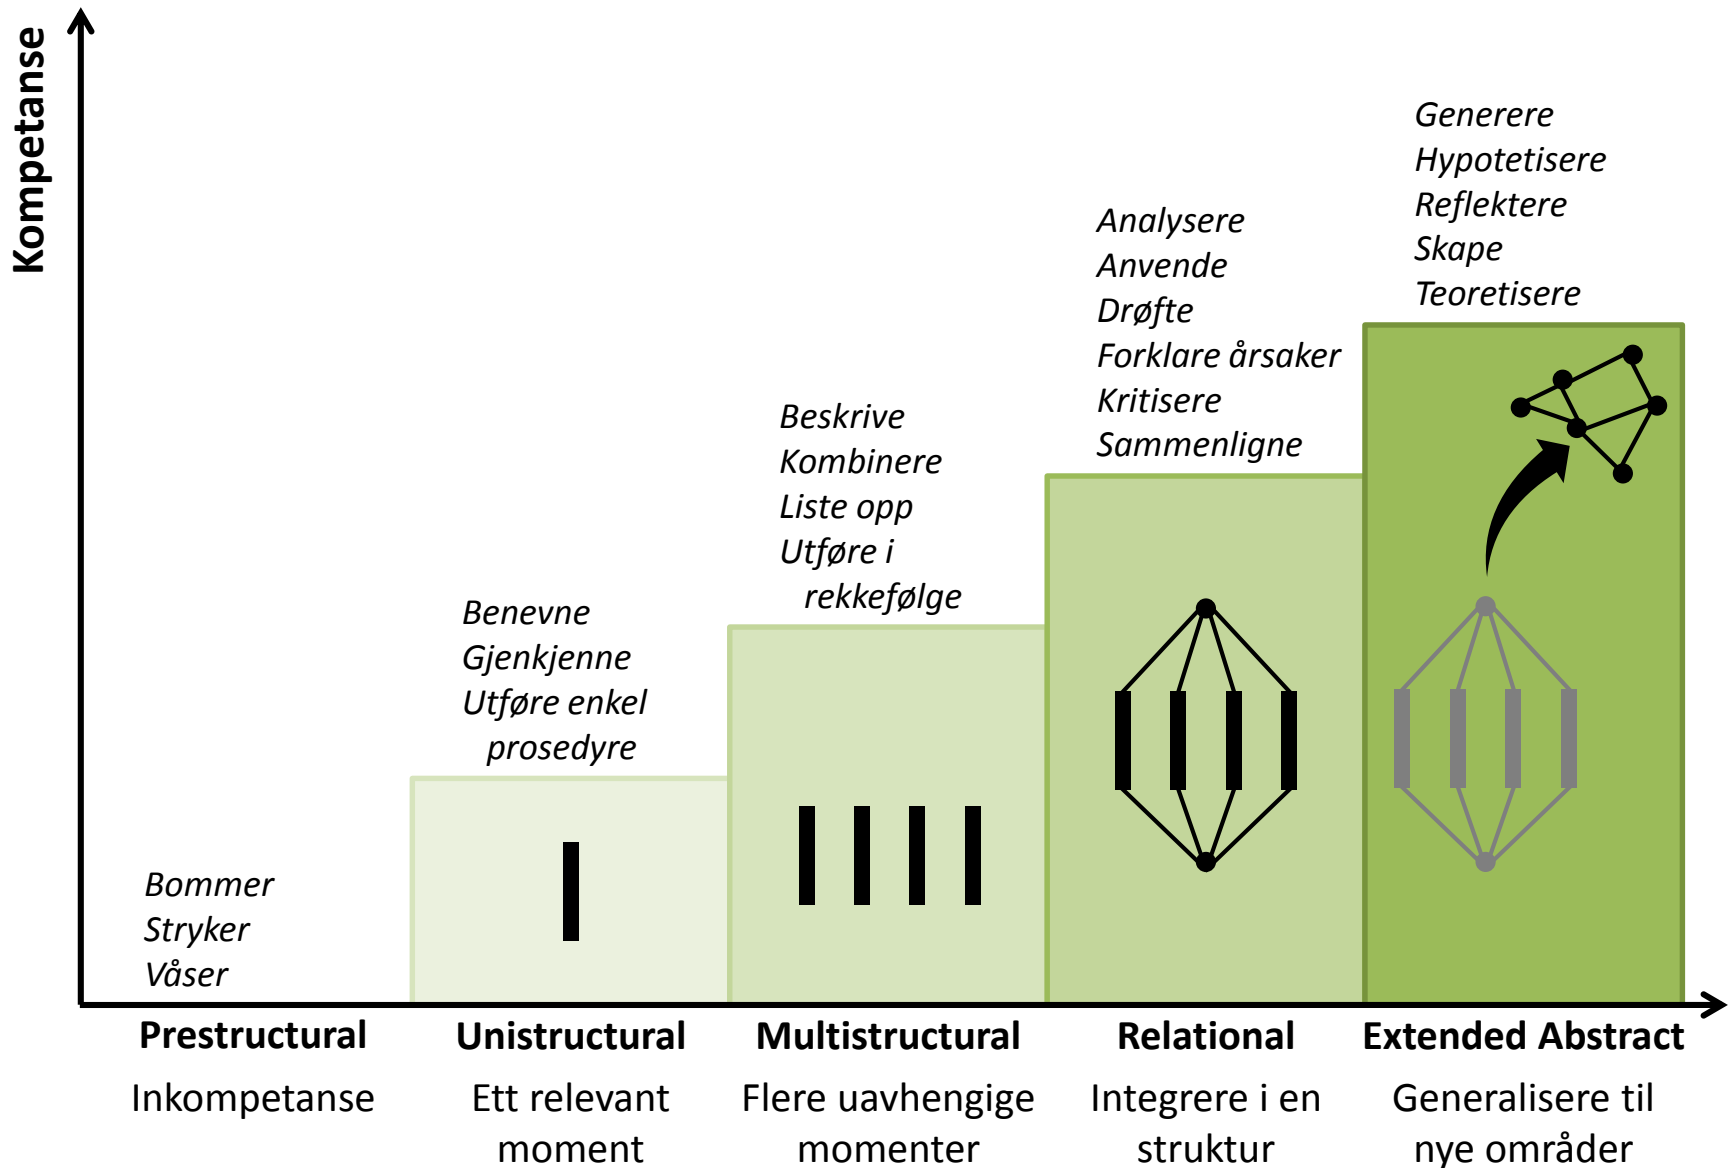 Kompetanse
Bommer
Stryker
Våser
Benevne
Gjenkjenne
Utføre enkel
prosedyre
Beskrive
Kombinere
Liste opp
Utføre i
rekkefølge
Analysere
Anvende
Drøfte
Forklare årsaker
Kritisere
Sammenligne
Generere
Hypotetisere
Reflektere
Skape
Teoretisere
Prestructural
Inkompetanse
Unistructural
Ett relevant
moment
Multistructural
Flere uavhengige
momenter
Relational
Integrere i en
struktur
Extended Abstract
Generalisere til
nye områder